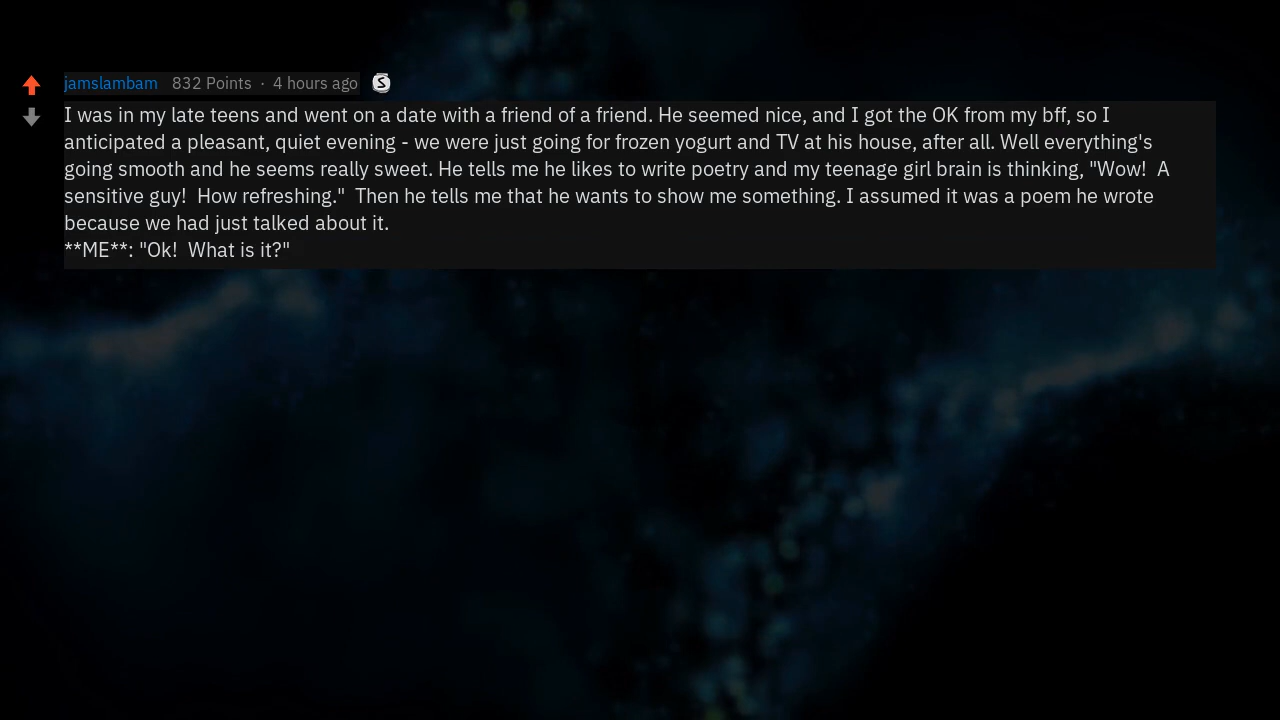 jamslambam 832 Points · 4 hours ago S
I was in my late teens and went on a date with a friend of a friend. He seemed nice, and I got the OK from my bff, so I
anticipated a pleasant, quiet evening - we were just going for frozen yogurt and TV at his house, after all. Well everything's
going smooth and he seems really sweet. He tells me he likes to write poetry and my teenage girl brain is thinking, "Wow!  A
sensitive guy!  How refreshing."  Then he tells me that he wants to show me something. I assumed it was a poem he wrote
because we had just talked about it.
**ME**: "Ok!  What is it?"